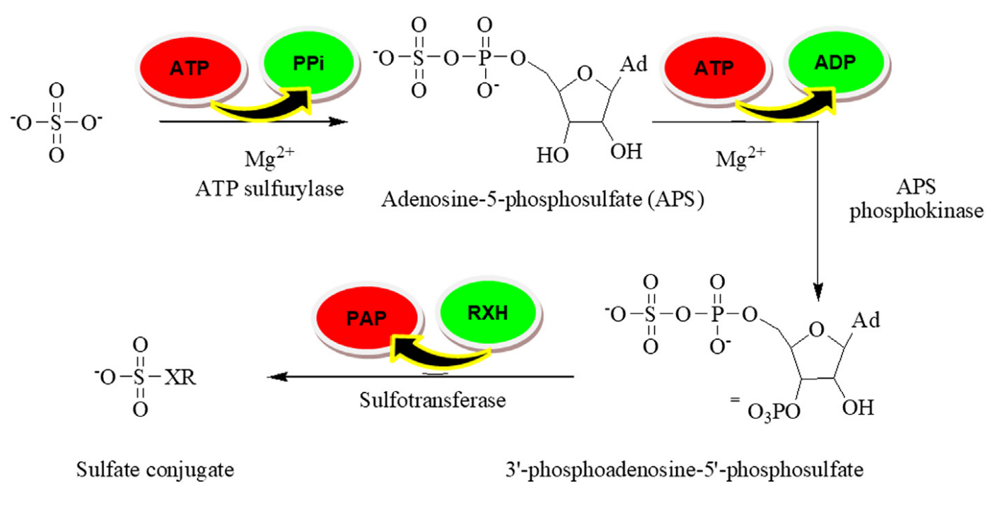 ATP
PPi
O
O
⁻O–S–O⁻
O
Mg²⁺
ATP sulfurylase
O
O
⁻O–S–O–P–O
O
O⁻
O
Ad
HO
OH
Adenosine-5-phosphosulfate (APS)
ATP
ADP
Mg²⁺
APS
phosphokinase
O
O
⁻O–S–O–P–O
O
O⁻
O
Ad
=
O₃PO
OH
3'-phosphoadenosine-5'-phosphosulfate
PAP
RXH
Sulfotransferase
O
⁻O–S–XR
O
Sulfate conjugate